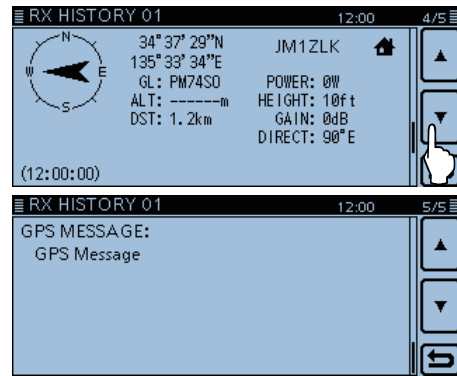 RX HISTORY 01 12:00 4/5
N
W E
S
34°37'29”N
135°33'34”E
GL: PM74SO
ALT: ------m
DST: 1.2km
JM1ZLK
POWER: 0W
HEIGHT: 10ft
GAIN: 0dB
DIRECT: 90°E
(12:00:00)
RX HISTORY 01 12:00 5/5
GPS MESSAGE:
GPS Message